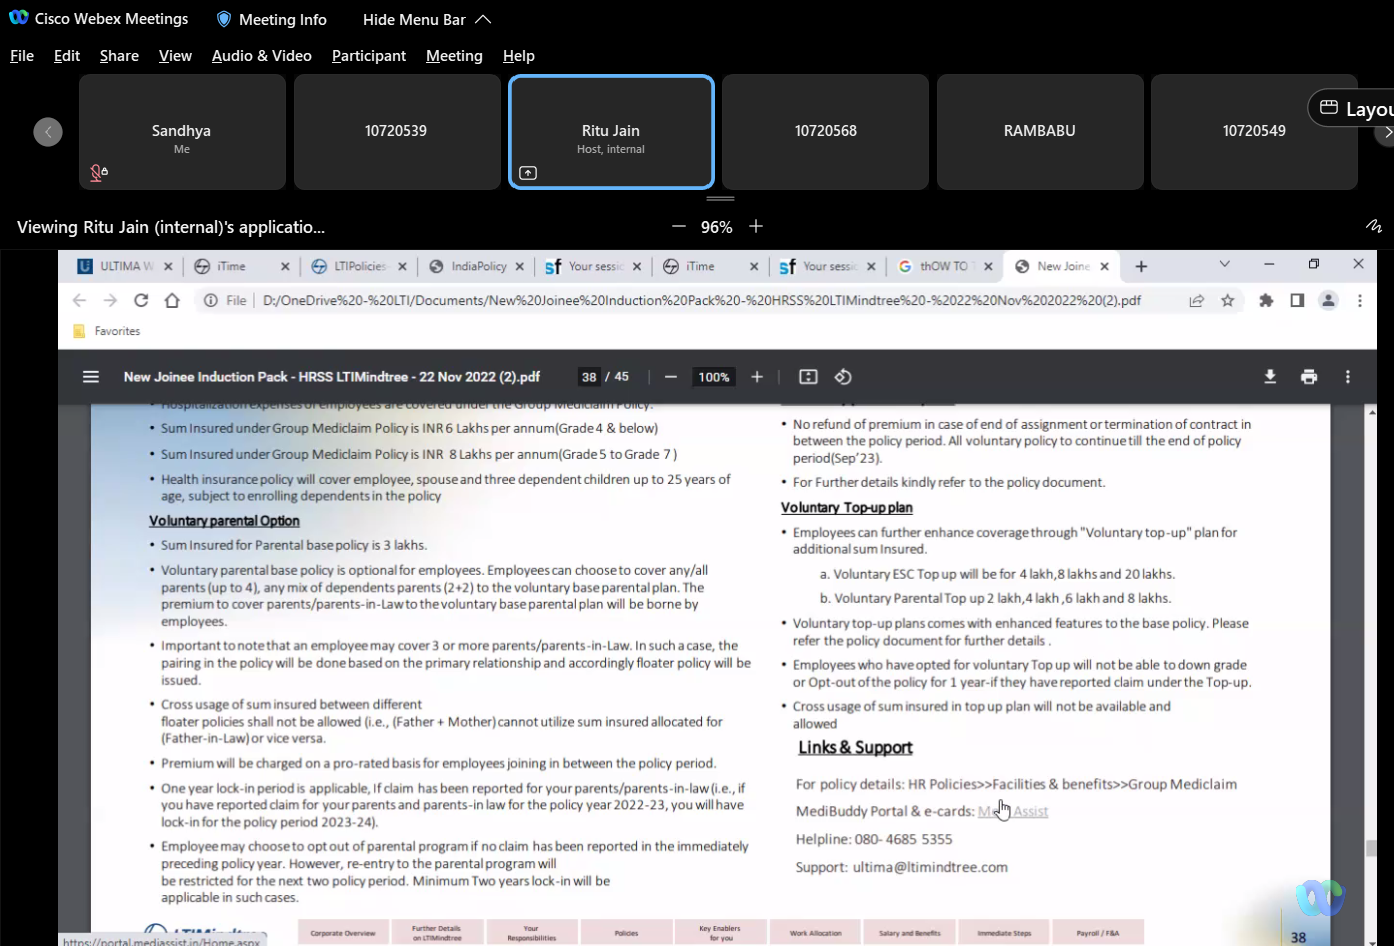 Cisco Webex Meetings
Meeting Info
Hide Menu Bar
File Edit Share View Audio & Video Participant Meeting Help
Sandhya
Me
10720539
Ritu Jain
Host, internal
10720568
RAMBABU
10720549
Layou
Viewing Ritu Jain (internal)'s applicatio...
96%
ULTIMA W
iTime
LTIPolicies
IndiaPolicy
Your sessic
iTime
Your sessic
thOW TO
New Joine
File
D:/OneDrive%20-%20LTI/Documents/New%20Joinee%20Induction%20Pack%20-%20HRSS%20LTIMindtree%20-%2022%20Nov%202022%20(2).pdf
Favorites
New Joinee Induction Pack - HRSS LTIMindtree - 22 Nov 2022 (2).pdf
38 / 45
100%
• Hospitalization expenses of employees are covered under the Group Mediclaim Policy.
• Sum Insured under Group Mediclaim Policy is INR 6 Lakhs per annum(Grade 4 & below)
• Sum Insured under Group Mediclaim Policy is INR 8 Lakhs per annum(Grade 5 to Grade 7 )
• Health insurance policy will cover employee, spouse and three dependent children up to 25 years of
age, subject to enrolling dependents in the policy
Voluntary parental Option
• Sum Insured for Parental base policy is 3 lakhs.
• Voluntary parental base policy is optional for employees. Employees can choose to cover any/all
parents (up to 4), any mix of dependents parents (2+2) to the voluntary base parental plan. The
premium to cover parents/parents-in-Law to the voluntary base parental plan will be borne by
employees.
• Important to note that an employee may cover 3 or more parents/parents-in-Law. In such a case, the
pairing in the policy will be done based on the primary relationship and accordingly floater policy will be
issued.
• Cross usage of sum insured between different
floater policies shall not be allowed (i.e., (Father + Mother) cannot utilize sum insured allocated for
(Father-in-Law) or vice versa.
• Premium will be charged on a pro-rated basis for employees joining in between the policy period.
• One year lock-in period is applicable, If claim has been reported for your parents/parents-in-law (i.e., if
you have reported claim for your parents and parents-in law for the policy year 2022-23, you will have
lock-in for the policy period 2023-24).
• Employee may choose to opt out of parental program if no claim has been reported in the immediately
preceding policy year. However, re-entry to the parental program will
be restricted for the next two policy period. Minimum Two years lock-in will be
applicable in such cases.
• No refund of premium in case of end of assignment or termination of contract in
between the policy period. All voluntary policy to continue till the end of policy
period(Sep'23).
• For Further details kindly refer to the policy document.
Voluntary Top-up plan
• Employees can further enhance coverage through "Voluntary top-up" plan for
additional sum Insured.
a. Voluntary ESC Top up will be for 4 lakh,8 lakhs and 20 lakhs.
b. Voluntary Parental Top up 2 lakh,4 lakh ,6 lakh and 8 lakhs.
• Voluntary top-up plans comes with enhanced features to the base policy. Please
refer the policy document for further details .
• Employees who have opted for voluntary Top up will not be able to down grade
or Opt-out of the policy for 1 year-if they have reported claim under the Top-up.
• Cross usage of sum insured in top up plan will not be available and
allowed
Links & Support
For policy details: HR Policies>>Facilities & benefits>>Group Mediclaim
MediBuddy Portal & e-cards: Medi Assist
Helpline: 080- 4685 5355
Support: ultima@ltimindtree.com
LTIMindtree
Corporate Overview
Further Details
on LTIMindtree
Your
Responsibilities
Policies
Key Enablers
for you
Work Allocation
Salary and Benefits
Immediate Steps
Payroll / F&A
38
https://portal.mediassist.in/Home.aspx